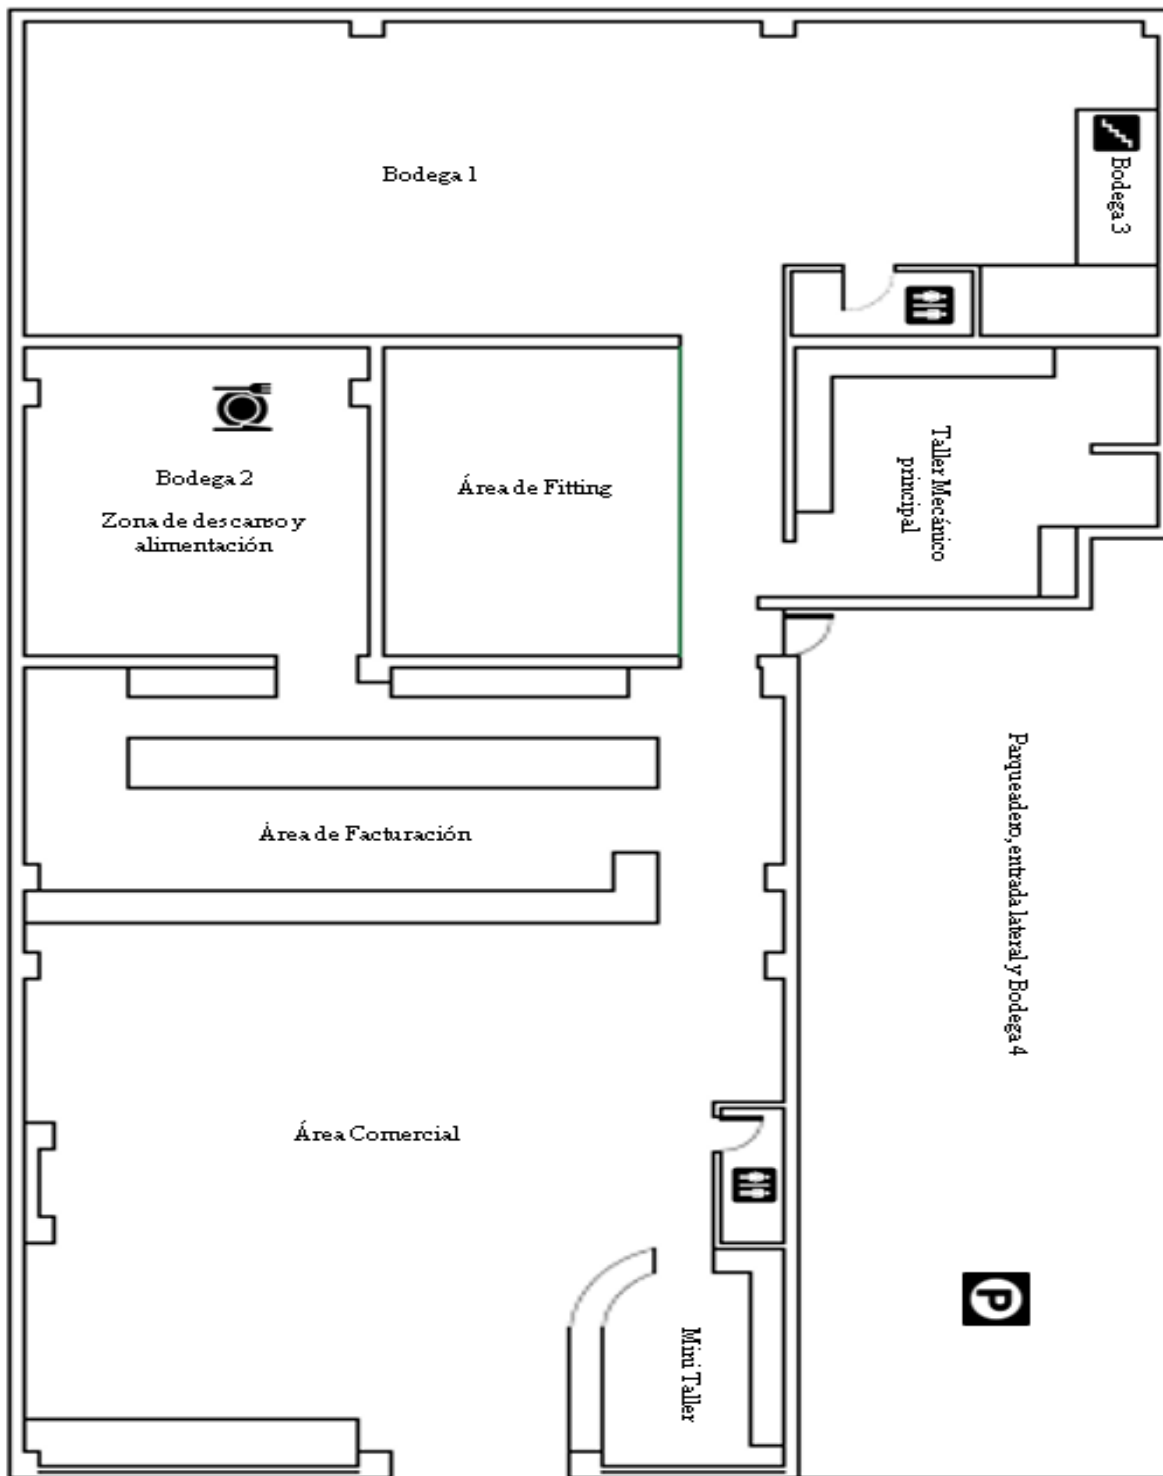 Bodega 1
Bodega 3
Bodega 2
Zona de descanso y
alimentación
Área de Fitting
Taller Mecánico
principal
Área de Facturación
Parqueadero, entrada lateral y Bodega 4
Área Comercial
Mini Taller
P